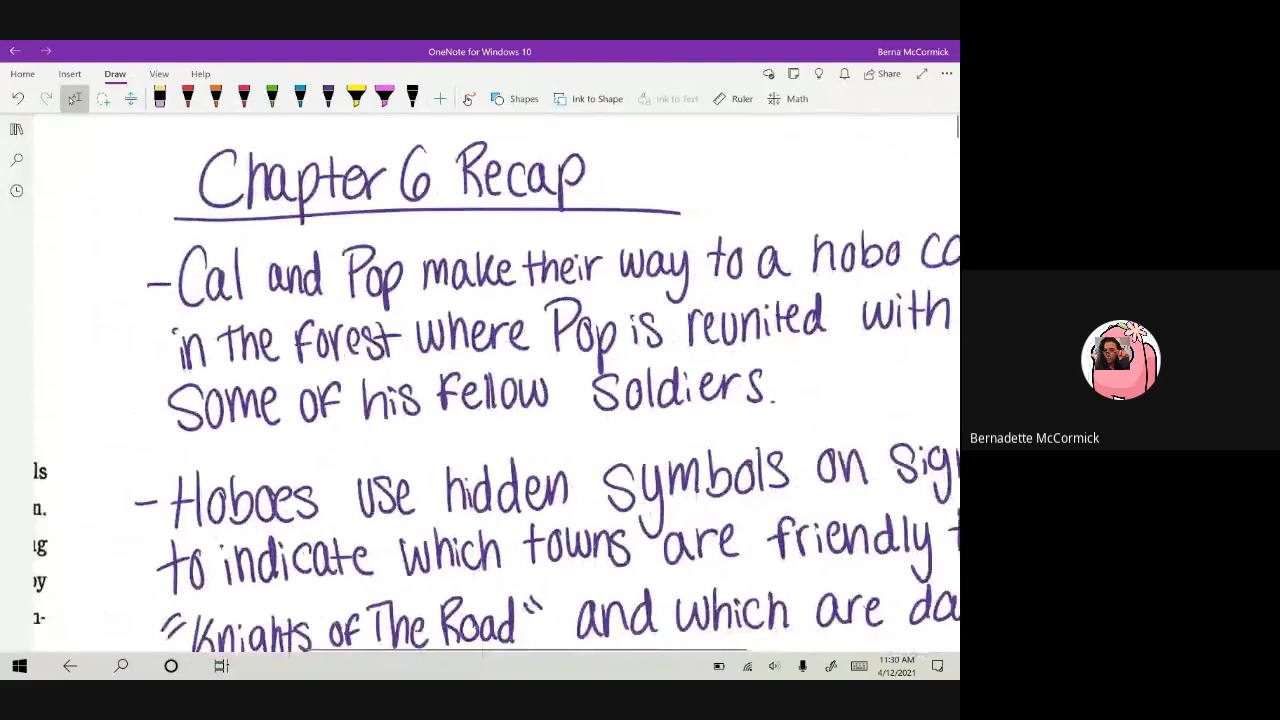 OneNote for Windows 10
Berna McCormick
Home Insert Draw View Help
Share
Shapes Ink to Shape Ink to Text Ruler Math
Chapter 6 Recap
- Cal and Pop make their way to a hobo
in the forest where Pop is reunited with
Some of his fellow Soldiers.
- Hoboes use hidden symbols on
to indicate which towns are friendly
"Knights of The Road" and which are
ls
n.
ıg
n-
Bernadette McCormick
11:30 AM
4/12/2021